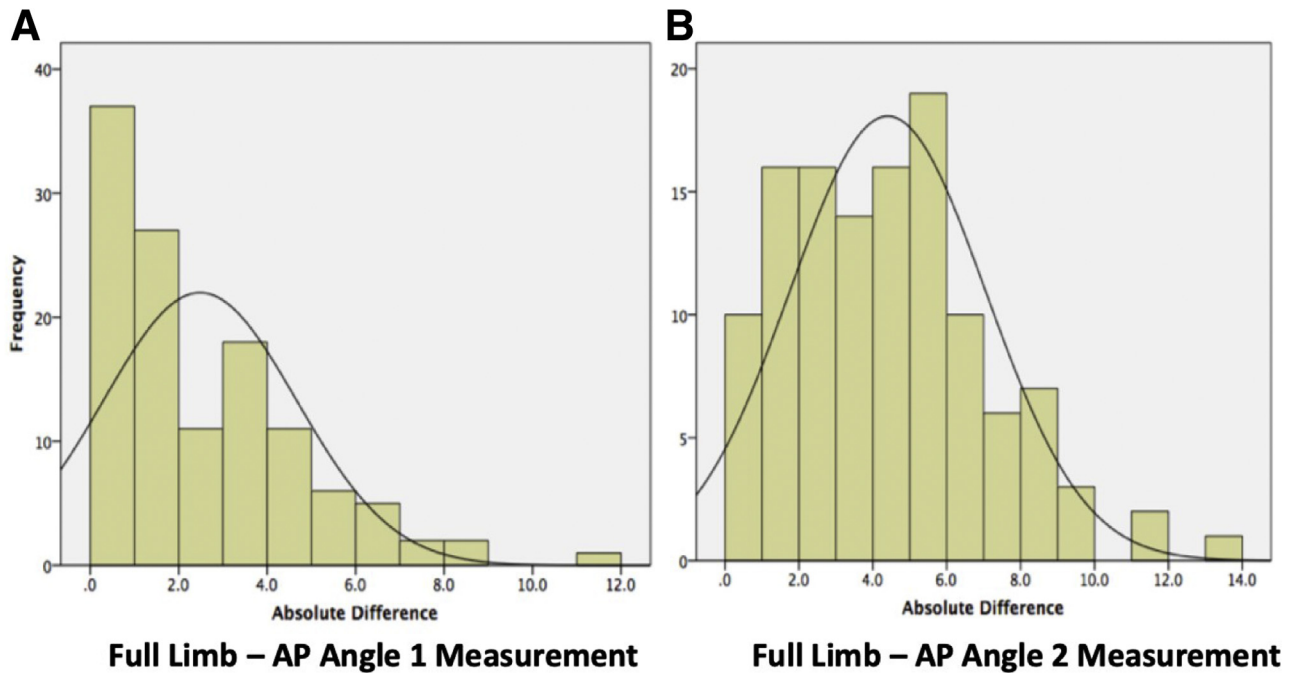 A
40
30
20
10
0
Frequency
.0 2.0 4.0 6.0 8.0 10.0 12.0
Absolute Difference
Full Limb – AP Angle 1 Measurement
B
20
15
10
5
0
.0 2.0 4.0 6.0 8.0 10.0 12.0 14.0
Absolute Difference
Full Limb – AP Angle 2 Measurement